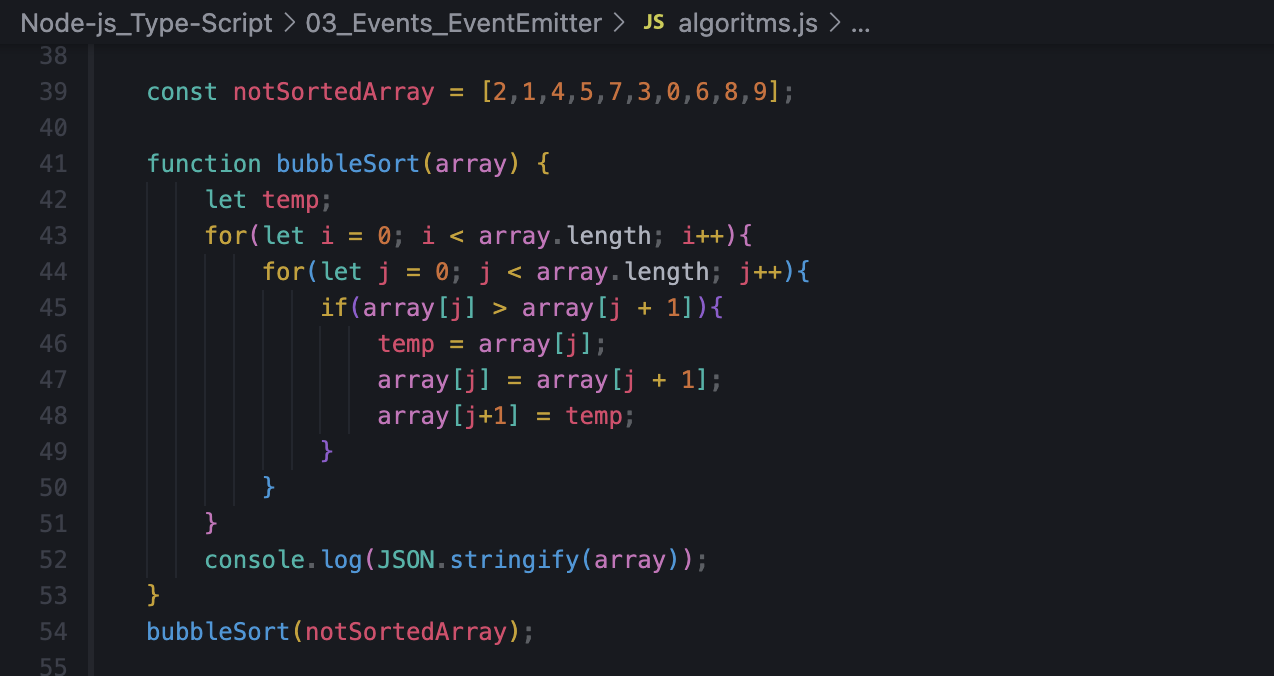 Node-js_Type-Script > 03_Events_EventEmitter > JS algoritms.js > ...
38
39 const notSortedArray = [2,1,4,5,7,3,0,6,8,9];
40
41 function bubbleSort(array) {
42 let temp;
43 for(let i = 0; i < array.length; i++){
44 for(let j = 0; j < array.length; j++){
45 if(array[j] > array[j + 1]){
46 temp = array[j];
47 array[j] = array[j + 1];
48 array[j+1] = temp;
49 }
50 }
51 }
52 console.log(JSON.stringify(array));
53 }
54 bubbleSort(notSortedArray);
55